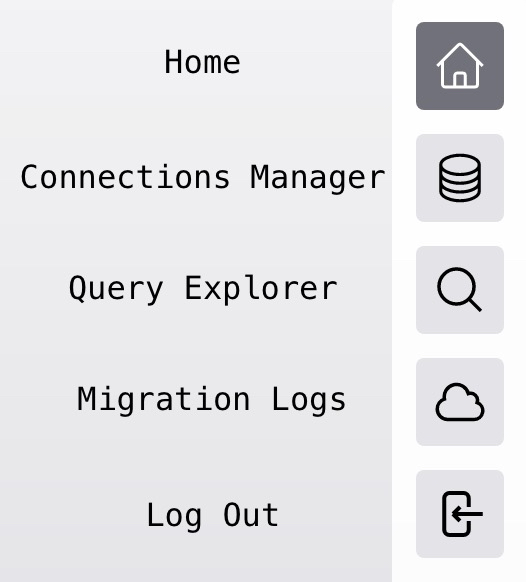 Home
Connections Manager
Query Explorer
Migration Logs
Log Out